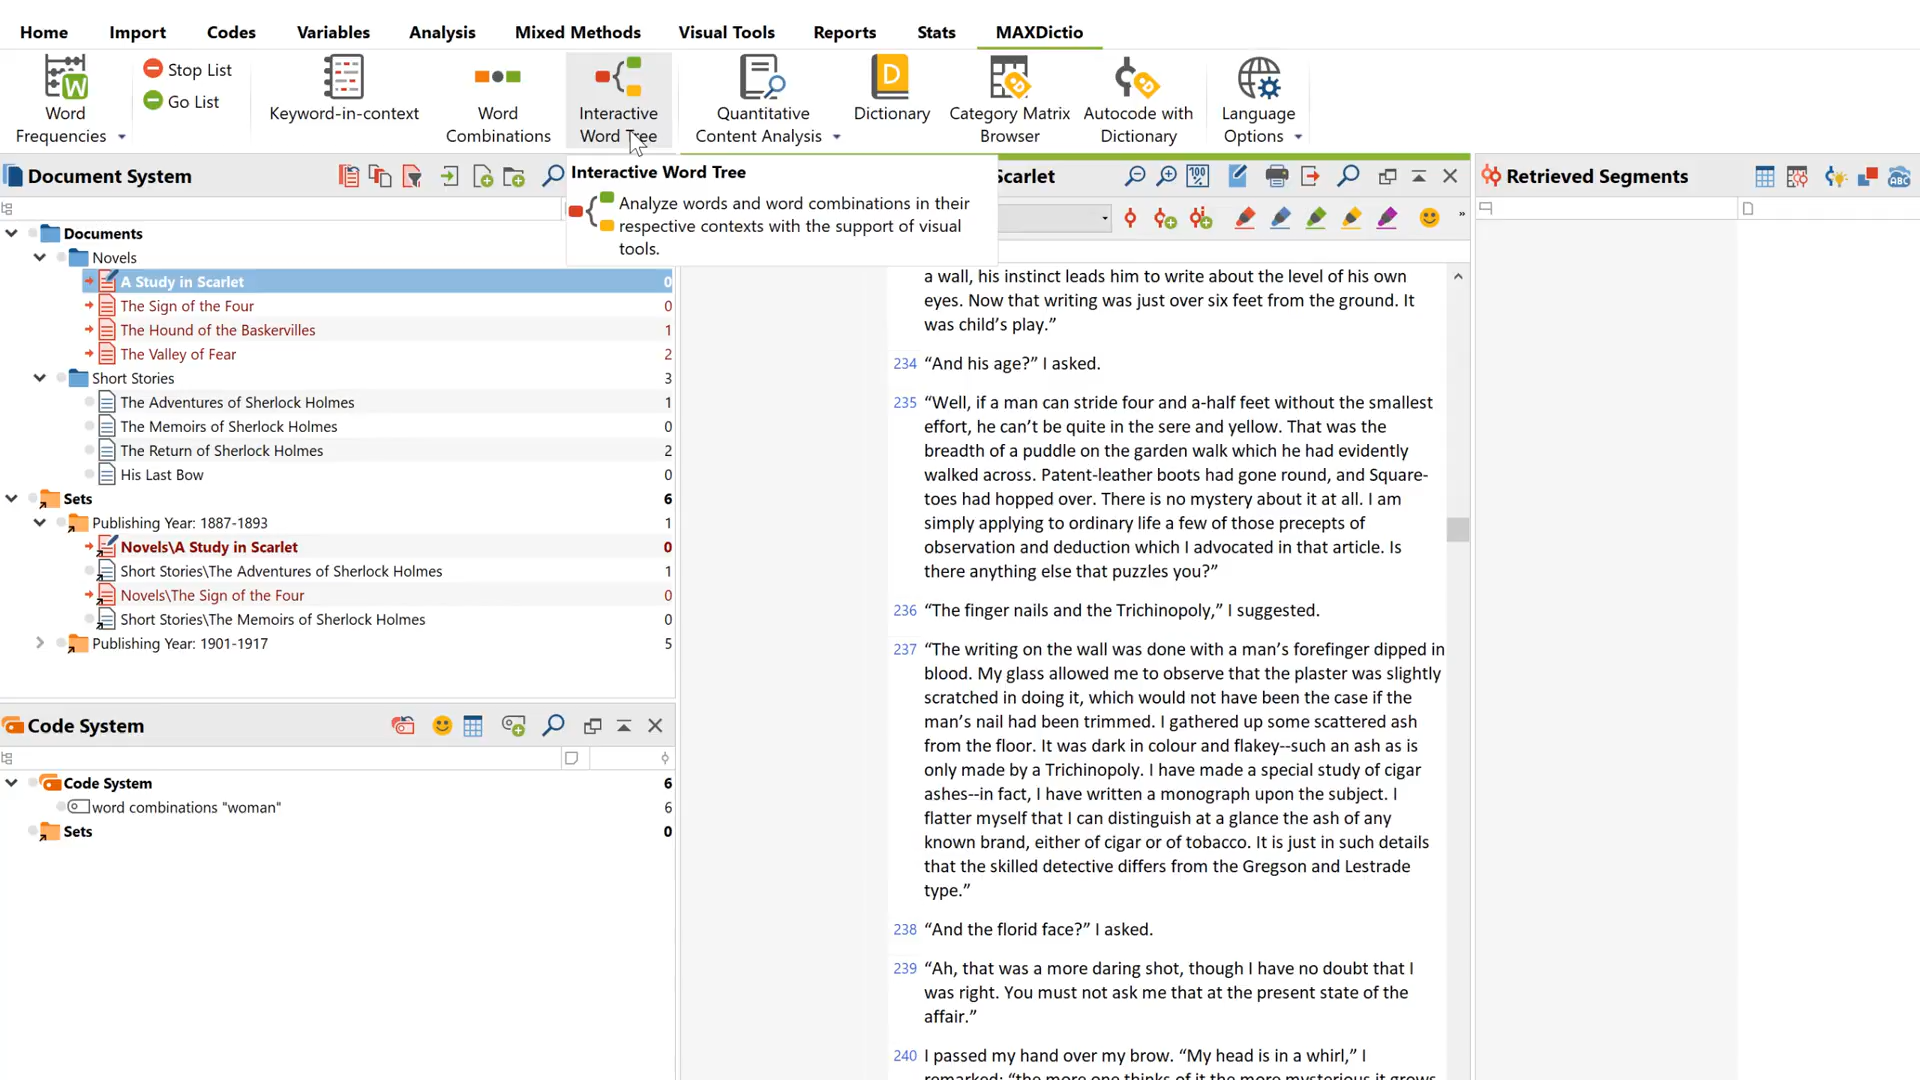 Home Import Codes Variables Analysis Mixed Methods Visual Tools Reports Stats MAXDictio
Word Frequencies
Stop List
Go List
Keyword-in-context
Word Combinations
Interactive Word Tree
Quantitative Content Analysis
Dictionary
Category Matrix Browser
Autocode with Dictionary
Language Options
Interactive Word Tree
Analyze words and word combinations in their
respective contexts with the support of visual
tools.
Document System
Documents
Novels
A Study in Scarlet 0
The Sign of the Four 0
The Hound of the Baskervilles 1
The Valley of Fear 2
Short Stories 3
The Adventures of Sherlock Holmes 1
The Memoirs of Sherlock Holmes 0
The Return of Sherlock Holmes 2
His Last Bow 0
Sets 6
Publishing Year: 1887-1893 1
Novels\A Study in Scarlet 0
Short Stories\The Adventures of Sherlock Holmes 1
Novels\The Sign of the Four 0
Short Stories\The Memoirs of Sherlock Holmes 0
Publishing Year: 1901-1917 5
Code System
Code System 6
word combinations "woman" 6
Sets 0
Scarlet
100
a wall, his instinct leads him to write about the level of his own
eyes. Now that writing was just over six feet from the ground. It
was child’s play.”
234 “And his age?” I asked.
235 “Well, if a man can stride four and a-half feet without the smallest
effort, he can’t be quite in the sere and yellow. That was the
breadth of a puddle on the garden walk which he had evidently
walked across. Patent-leather boots had gone round, and Square-
toes had hopped over. There is no mystery about it at all. I am
simply applying to ordinary life a few of those precepts of
observation and deduction which I advocated in that article. Is
there anything else that puzzles you?”
236 “The finger nails and the Trichinopoly,” I suggested.
237 “The writing on the wall was done with a man’s forefinger dipped in
blood. My glass allowed me to observe that the plaster was slightly
scratched in doing it, which would not have been the case if the
man’s nail had been trimmed. I gathered up some scattered ash
from the floor. It was dark in colour and flakey--such an ash as is
only made by a Trichinopoly. I have made a special study of cigar
ashes--in fact, I have written a monograph upon the subject. I
flatter myself that I can distinguish at a glance the ash of any
known brand, either of cigar or of tobacco. It is just in such details
that the skilled detective differs from the Gregson and Lestrade
type.”
238 “And the florid face?” I asked.
239 “Ah, that was a more daring shot, though I have no doubt that I
was right. You must not ask me that at the present state of the
affair.”
240 I passed my hand over my brow. “My head is in a whirl,” I
remarked; “the more one thinks of it the more mysterious it grows
Retrieved Segments
ABC